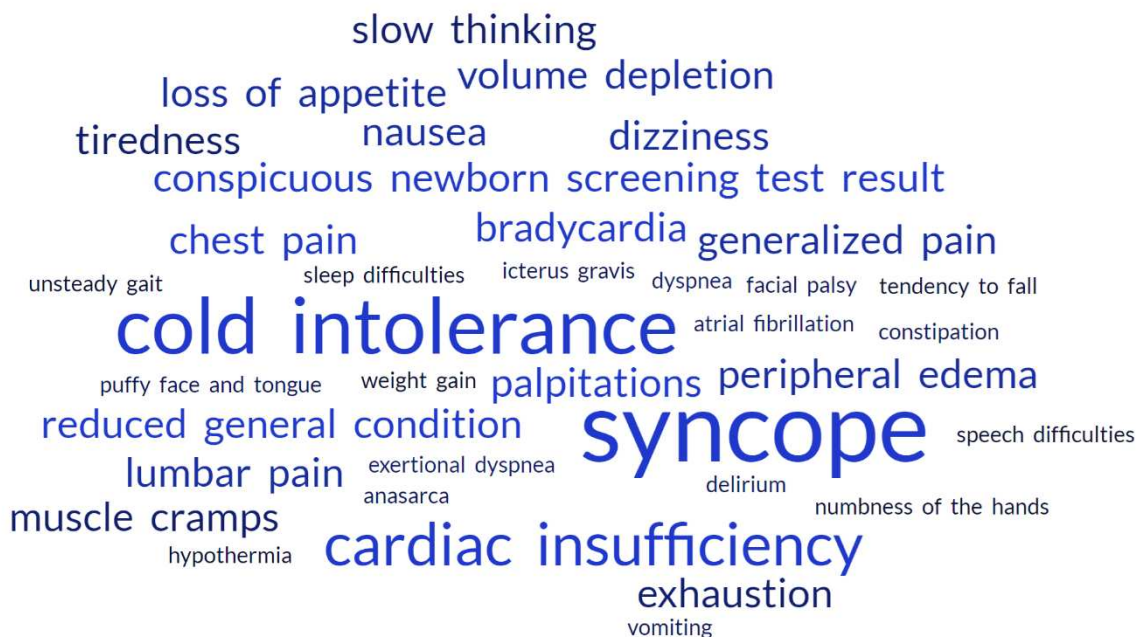 slow thinking
volume depletion
loss of appetite
nausea
dizziness
tiredness
conspicuous newborn screening test result
bradycardia
chest pain
generalized pain
icterus gravis
sleep difficulties
dyspnea
facial palsy
tendency to fall
unsteady gait
cold intolerance
atrial fibrillation
constipation
puffy face and tongue
weight gain
palpitations
peripheral edema
reduced general condition
syncope
speech difficulties
lumbar pain
exertional dyspnea
delirium
anasarca
numbness of the hands
muscle cramps
cardiac insufficiency
hypothermia
exhaustion
vomiting